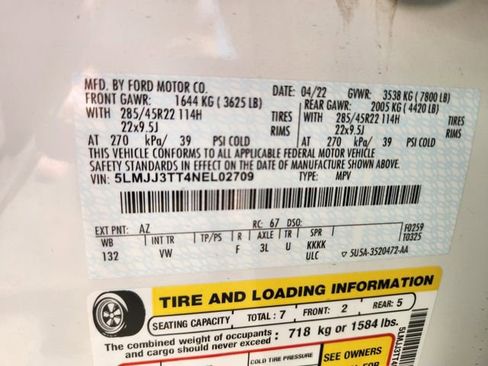 MFD. BY FORD MOTOR CO. DATE: 04/22 GVWR: 3538 KG ( 7800 LB)
FRONT GAWR: 1644 KG ( 3625 LB) REAR GAWR: 2005 KG ( 4420 LB)
WITH 285/45R22 114H TIRES WITH 285/45R22 114H TIRES
22x9.5J RIMS 22x9.5J RIMS
AT 270 kPa/ 39 PSI COLD AT 270 kPa/ 39 PSI COLD
THIS VEHICLE CONFORMS TO ALL APPLICABLE FEDERAL MOTOR VEHICLE
SAFETY STANDARDS IN EFFECT ON THE DATE OF MANUFACTURE SHOWN ABOVE.
VIN: 5LMJJ3TT4NEL02709 TYPE: MPV
EXT PNT: AZ RC: 67 DSO: F0259
WB INT TR TP/PS R AXLE TR SPR T0325
132 VW F 3L U KKKK
ULC ▽ 5U5A-3520472-AA
TIRE AND LOADING INFORMATION
SEATING CAPACITY TOTAL: 7 FRONT: 2 REAR: 5
The combined weight of occupants and cargo should never exceed: 718 kg or 1584 lbs.
COLD TIRE PRESSURE
SEE OWNERS
5LMJJ3TT4